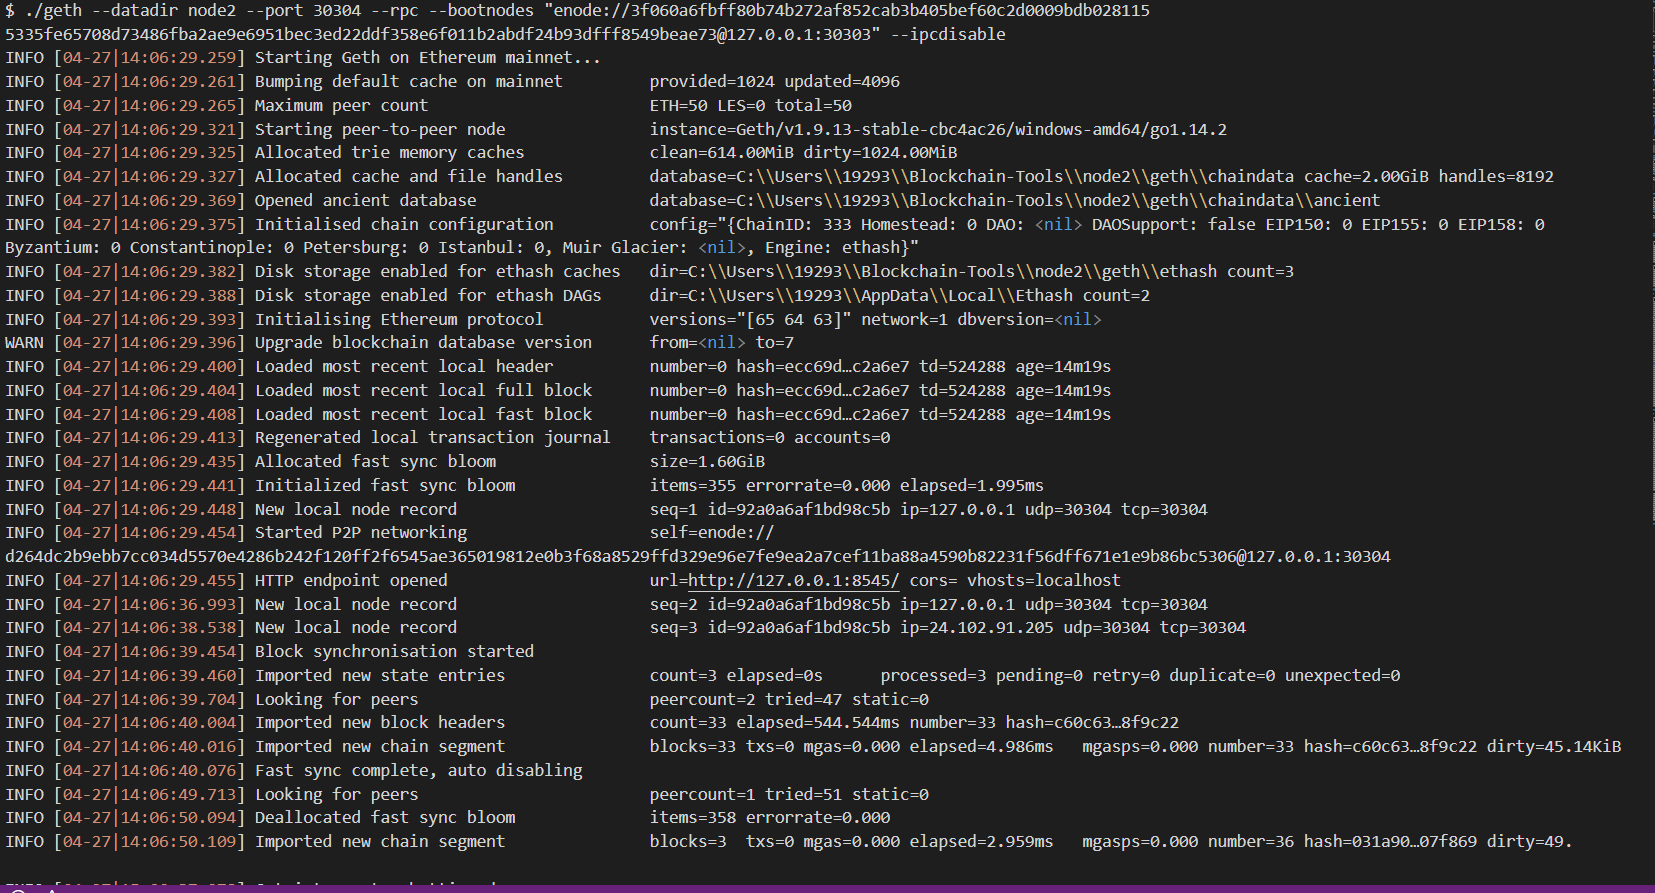 $ ./geth --datadir node2 --port 30304 --rpc --bootnodes "enode://3f060a6fbff80b74b272af852cab3b405bef60c2d0009bdb028115
5335fe65708d73486fba2ae9e6951bec3ed22ddf358e6f011b2abdf24b93dfff8549beae73@127.0.0.1:30303" --ipcdisable
INFO [04-27|14:06:29.259] Starting Geth on Ethereum mainnet...
INFO [04-27|14:06:29.261] Bumping default cache on mainnet         provided=1024 updated=4096
INFO [04-27|14:06:29.265] Maximum peer count                       ETH=50 LES=0 total=50
INFO [04-27|14:06:29.321] Starting peer-to-peer node               instance=Geth/v1.9.13-stable-cbc4ac26/windows-amd64/go1.14.2
INFO [04-27|14:06:29.325] Allocated trie memory caches             clean=614.00MiB dirty=1024.00MiB
INFO [04-27|14:06:29.327] Allocated cache and file handles         database=C:\\Users\\19293\\Blockchain-Tools\\node2\\geth\\chaindata cache=2.00GiB handles=8192
INFO [04-27|14:06:29.369] Opened ancient database                  database=C:\\Users\\19293\\Blockchain-Tools\\node2\\geth\\chaindata\\ancient
INFO [04-27|14:06:29.375] Initialised chain configuration          config="{ChainID: 333 Homestead: 0 DAO: <nil> DAOSupport: false EIP150: 0 EIP155: 0 EIP158: 0
Byzantium: 0 Constantinople: 0 Petersburg: 0 Istanbul: 0, Muir Glacier: <nil>, Engine: ethash}"
INFO [04-27|14:06:29.382] Disk storage enabled for ethash caches   dir=C:\\Users\\19293\\Blockchain-Tools\\node2\\geth\\ethash count=3
INFO [04-27|14:06:29.388] Disk storage enabled for ethash DAGs     dir=C:\\Users\\19293\\AppData\\Local\\Ethash count=2
INFO [04-27|14:06:29.393] Initialising Ethereum protocol           versions="[65 64 63]" network=1 dbversion=<nil>
WARN [04-27|14:06:29.396] Upgrade blockchain database version      from=<nil> to=7
INFO [04-27|14:06:29.400] Loaded most recent local header          number=0 hash=ecc69d…c2a6e7 td=524288 age=14m19s
INFO [04-27|14:06:29.404] Loaded most recent local full block      number=0 hash=ecc69d…c2a6e7 td=524288 age=14m19s
INFO [04-27|14:06:29.408] Loaded most recent local fast block      number=0 hash=ecc69d…c2a6e7 td=524288 age=14m19s
INFO [04-27|14:06:29.413] Regenerated local transaction journal    transactions=0 accounts=0
INFO [04-27|14:06:29.435] Allocated fast sync bloom                size=1.60GiB
INFO [04-27|14:06:29.441] Initialized fast sync bloom              items=355 errorrate=0.000 elapsed=1.995ms
INFO [04-27|14:06:29.448] New local node record                    seq=1 id=92a0a6af1bd98c5b ip=127.0.0.1 udp=30304 tcp=30304
INFO [04-27|14:06:29.454] Started P2P networking                   self=enode://
d264dc2b9ebb7cc034d5570e4286b242f120ff2f6545ae365019812e0b3f68a8529ffd329e96e7fe9ea2a7cef11ba88a4590b82231f56dff671e1e9b86bc5306@127.0.0.1:30304
INFO [04-27|14:06:29.455] HTTP endpoint opened                     url=http://127.0.0.1:8545/ cors= vhosts=localhost
INFO [04-27|14:06:36.993] New local node record                    seq=2 id=92a0a6af1bd98c5b ip=127.0.0.1 udp=30304 tcp=30304
INFO [04-27|14:06:38.538] New local node record                    seq=3 id=92a0a6af1bd98c5b ip=24.102.91.205 udp=30304 tcp=30304
INFO [04-27|14:06:39.454] Block synchronisation started
INFO [04-27|14:06:39.460] Imported new state entries               count=3 elapsed=0s      processed=3 pending=0 retry=0 duplicate=0 unexpected=0
INFO [04-27|14:06:39.704] Looking for peers                        peercount=2 tried=47 static=0
INFO [04-27|14:06:40.004] Imported new block headers               count=33 elapsed=544.544ms number=33 hash=c60c63…8f9c22
INFO [04-27|14:06:40.016] Imported new chain segment               blocks=33 txs=0 mgas=0.000 elapsed=4.986ms   mgasps=0.000 number=33 hash=c60c63…8f9c22 dirty=45.14KiB
INFO [04-27|14:06:40.076] Fast sync complete, auto disabling
INFO [04-27|14:06:49.713] Looking for peers                        peercount=1 tried=51 static=0
INFO [04-27|14:06:50.094] Deallocated fast sync bloom              items=358 errorrate=0.000
INFO [04-27|14:06:50.109] Imported new chain segment               blocks=3  txs=0 mgas=0.000 elapsed=2.959ms   mgasps=0.000 number=36 hash=031a90…07f869 dirty=49.